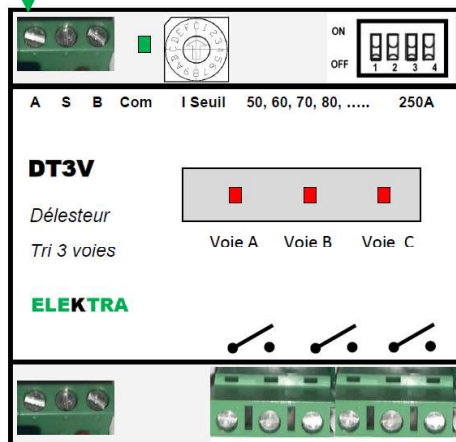 ON
OFF
1 2 3 4
A S B Com I Seuil 50, 60, 70, 80, ..... 250A
DT3V
Délesteur
Tri 3 voies
Voie A Voie B Voie C
ELEKTRA